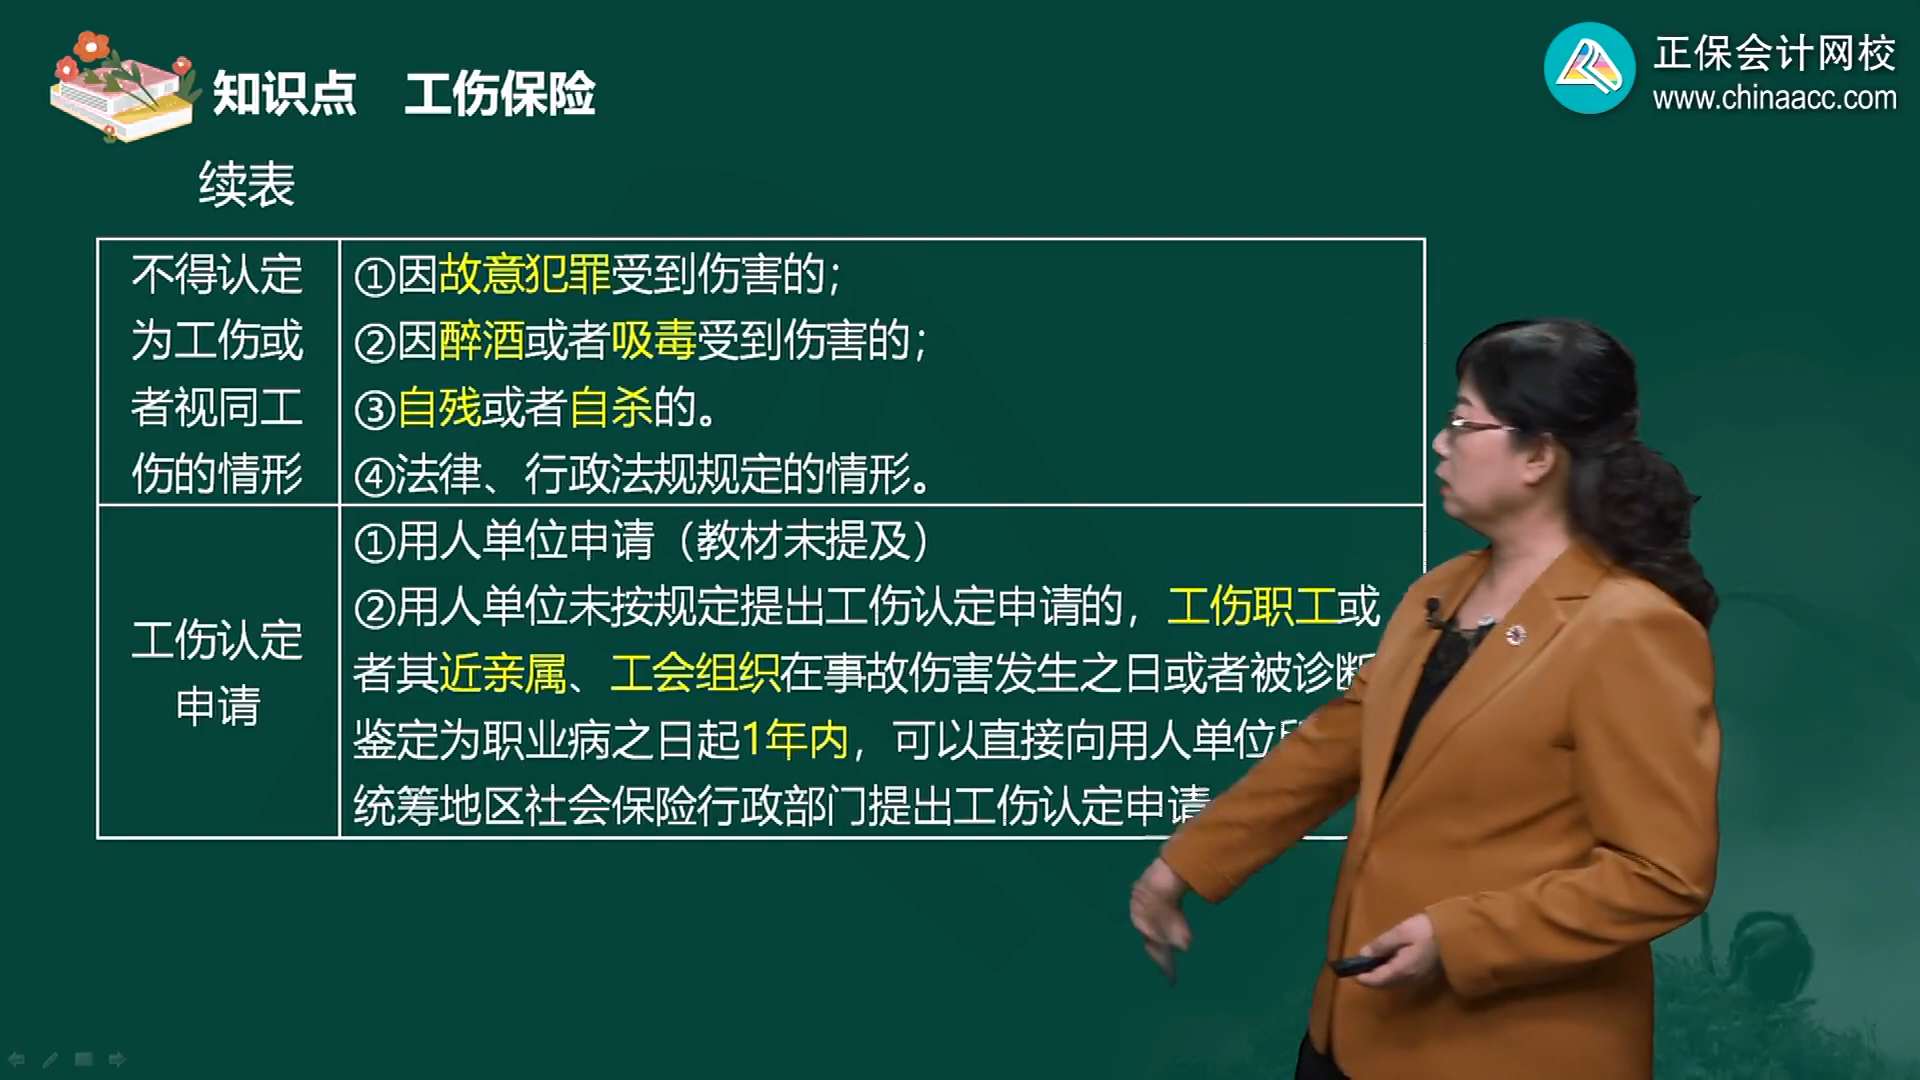 知识点 工伤保险
正保会计网校
www.chinaacc.com
续表
不得认定
为工伤或
者视同工
伤的情形
①因故意犯罪受到伤害的；
②因醉酒或者吸毒受到伤害的；
③自残或者自杀的。
④法律、行政法规规定的情形。
工伤认定
申请
①用人单位申请（教材未提及）
②用人单位未按规定提出工伤认定申请的，工伤职工或
者其近亲属、工会组织在事故伤害发生之日或者被诊断
鉴定为职业病之日起1年内，可以直接向用人单位
统筹地区社会保险行政部门提出工伤认定申请